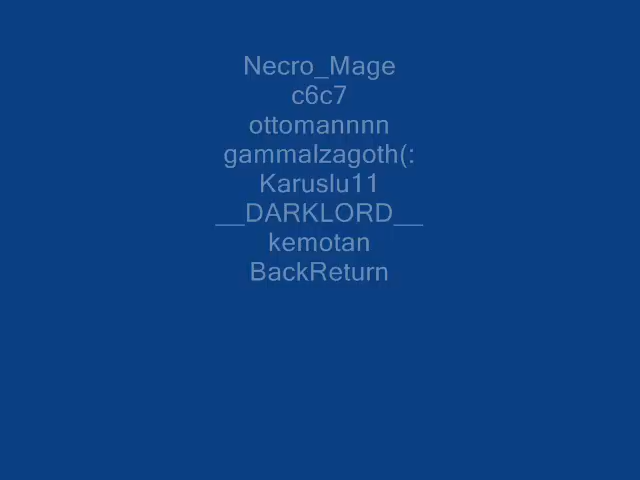 Necro_Mage
c6c7
ottomannnn
gammalzagoth(:
Karuslu11
__DARKLORD__
kemotan
BackReturn